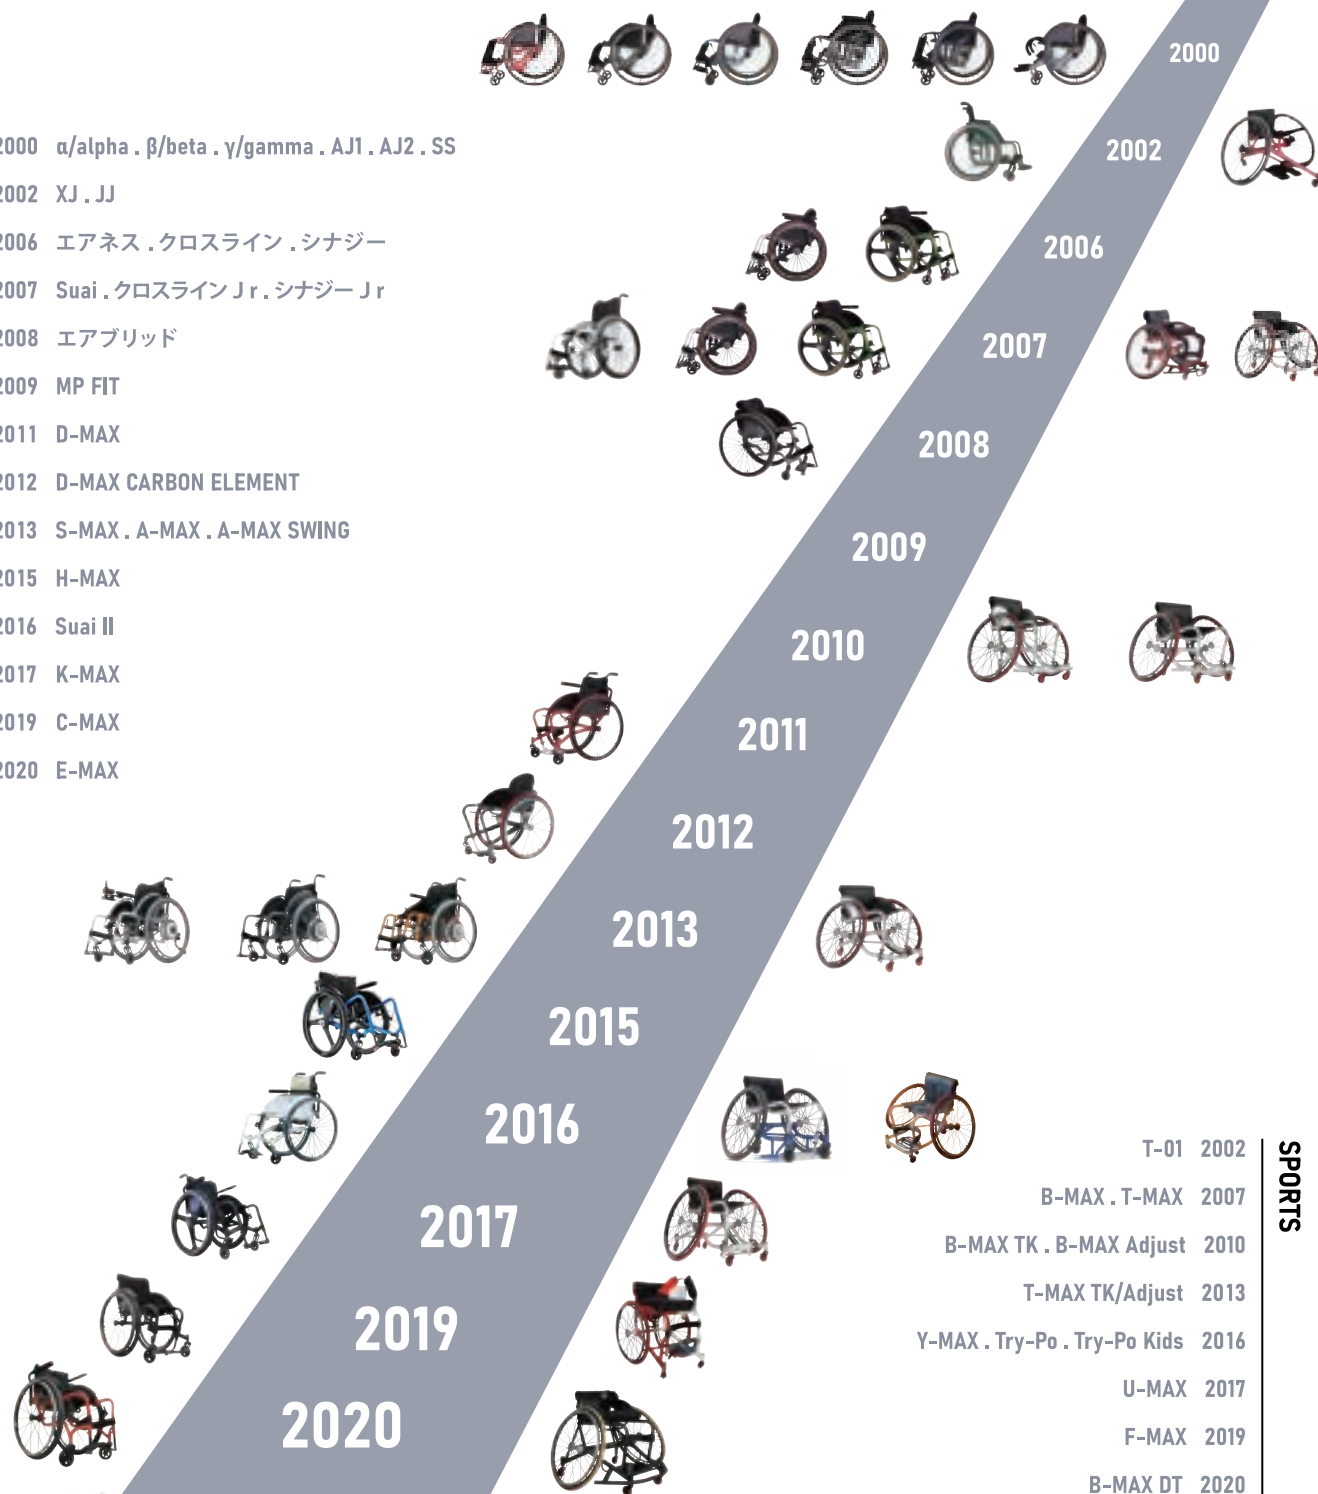 2000
2000 α/alpha . β/beta . γ/gamma . AJ1 . AJ2 . SS
2002
2002 XJ . JJ
2006 エアネス . クロスライン . シナジー
2006
2007 Suai . クロスライン Jr . シナジー Jr
2008 エアブリッド
2007
2009 MP FIT
2011 D-MAX
2008
2012 D-MAX CARBON ELEMENT
2013 S-MAX . A-MAX . A-MAX SWING
2009
2015 H-MAX
2016 Suai II
2010
2017 K-MAX
2019 C-MAX
2011
2020 E-MAX
2012
2013
2015
2016
2017
2019
2020
SPORTS
T-01 2002
B-MAX . T-MAX 2007
B-MAX TK . B-MAX Adjust 2010
T-MAX TK/Adjust 2013
Y-MAX . Try-Po . Try-Po Kids 2016
U-MAX 2017
F-MAX 2019
B-MAX DT 2020